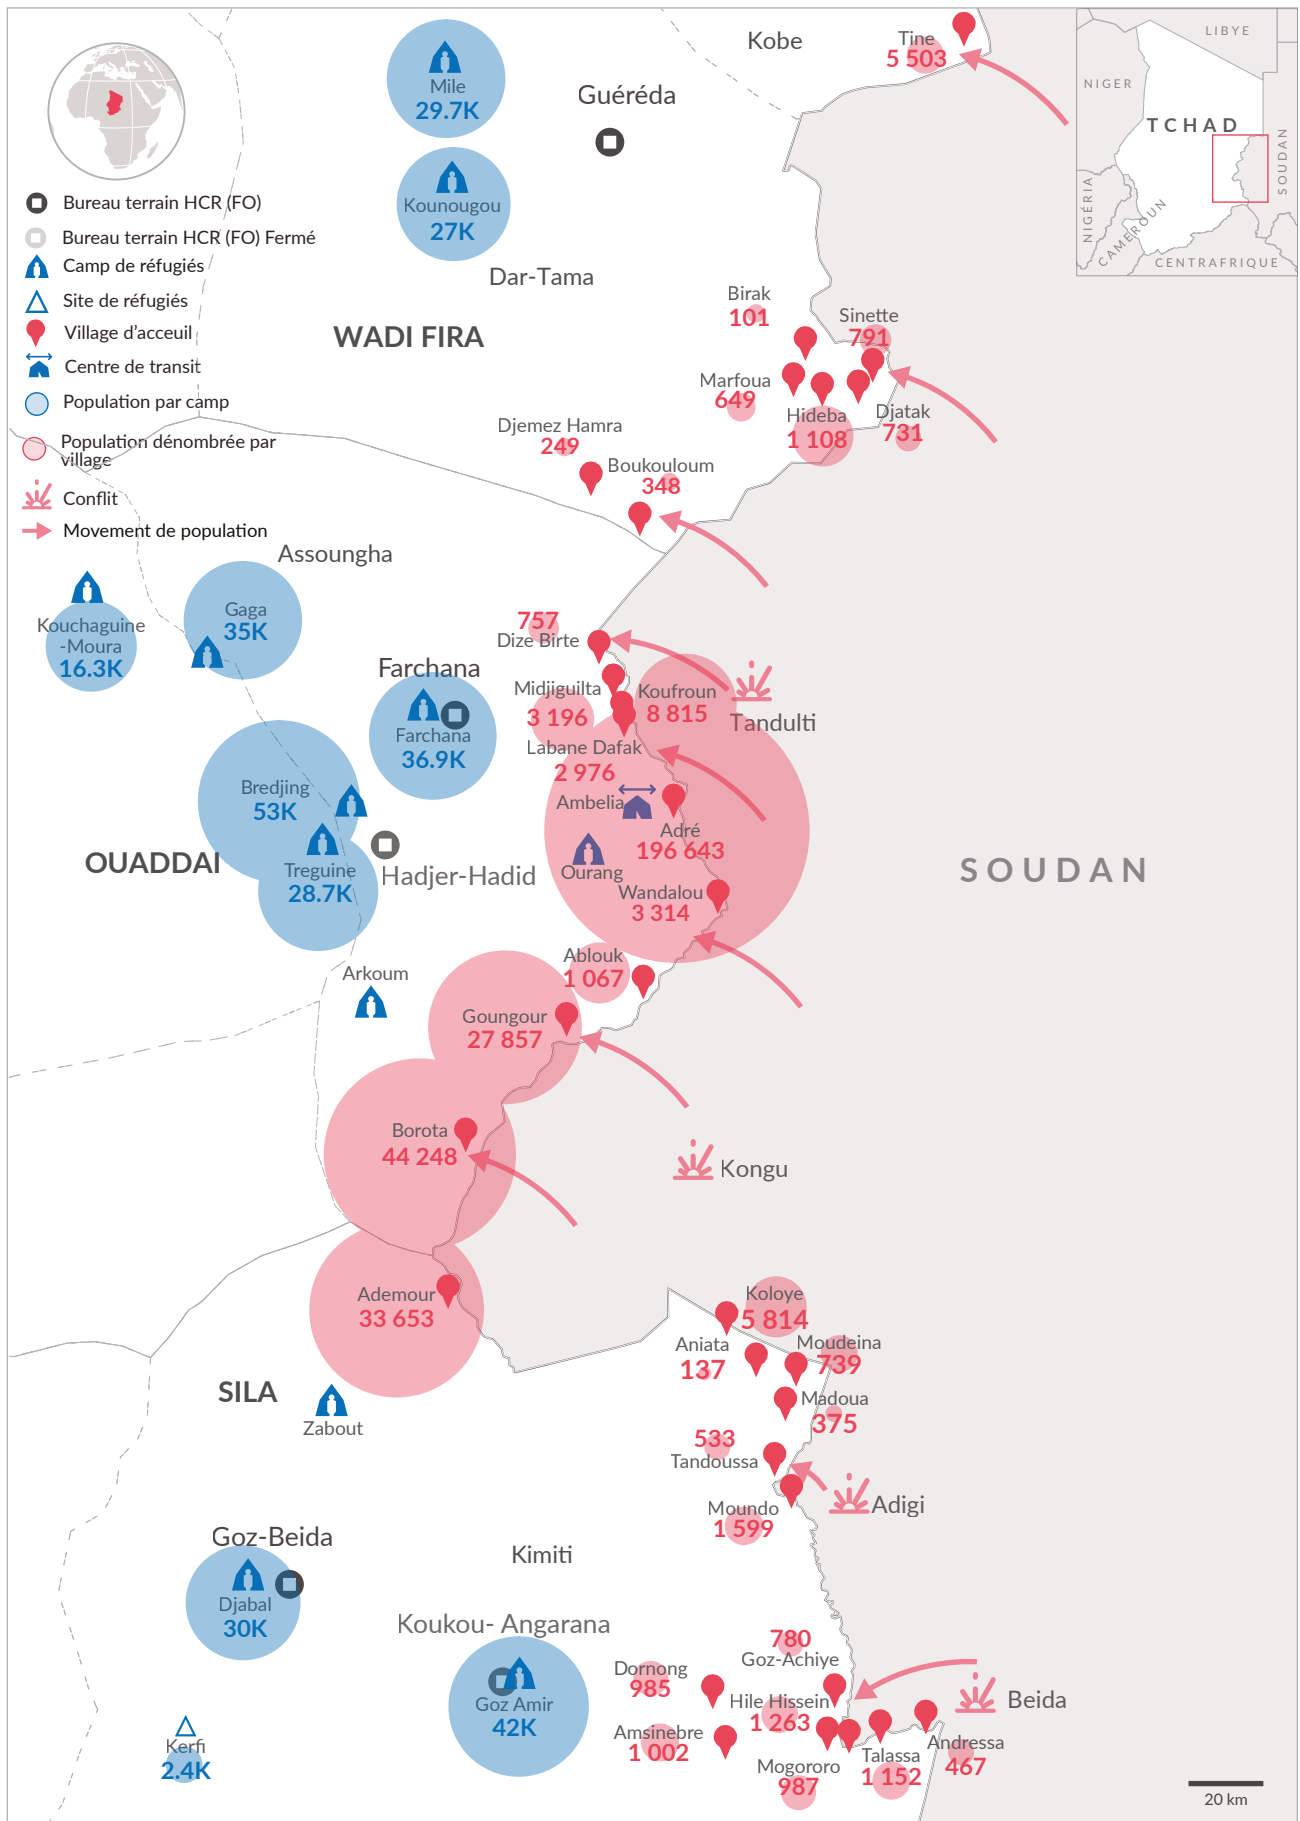 Kobe
Tine
5 503
LIBYE
NIGER
TCHAD
SOUDAN
NIGÉRIA
CAMEROUN
CENTRAFRIQUE
Mile
29.7K
Guéréda
Kounougou
27K
Dar-Tama
WADI FIRA
Bureau terrain HCR (FO)
Bureau terrain HCR (FO) Fermé
Camp de réfugiés
Site de réfugiés
Village d'acceuil
Centre de transit
Population par camp
Population dénombrée par
village
Conflit
Movement de population
Birak
101
Sinette
791
Marfoua
649
Hideba
1 108
Djatak
731
Djemez Hamra
249
Boukouloum
348
Assoungha
Kouchaguine
-Moura
16.3K
Gaga
35K
757
Dize Birte
Farchana
Farchana
36.9K
Midjiguilta
3 196
Koufroun
8 815
Tandulti
Labane Dafak
2 976
Ambelia
Adré
196 643
Bredjing
53K
Treguine
28.7K
OUADDAI
Hadjer-Hadid
Ourang
Wandalou
3 314
SOUDAN
Arkoum
Ablouk
1 067
Goungour
27 857
Borota
44 248
Kongu
Ademour
33 653
Koloye
5 814
Aniata
137
Moudeina
739
SILA
Zabout
Madoua
375
533
Tandoussa
Moundo
1 599
Adigi
Goz-Beida
Djabal
30K
Kimiti
Koukou- Angarana
Goz Amir
42K
780
Goz-Achiye
Dornong
985
Hile Hissein
1 263
Beida
Kerfi
2.4K
Amsinebre
1 002
Mogororo
987
Talassa
1 152
Andressa
467
20 km